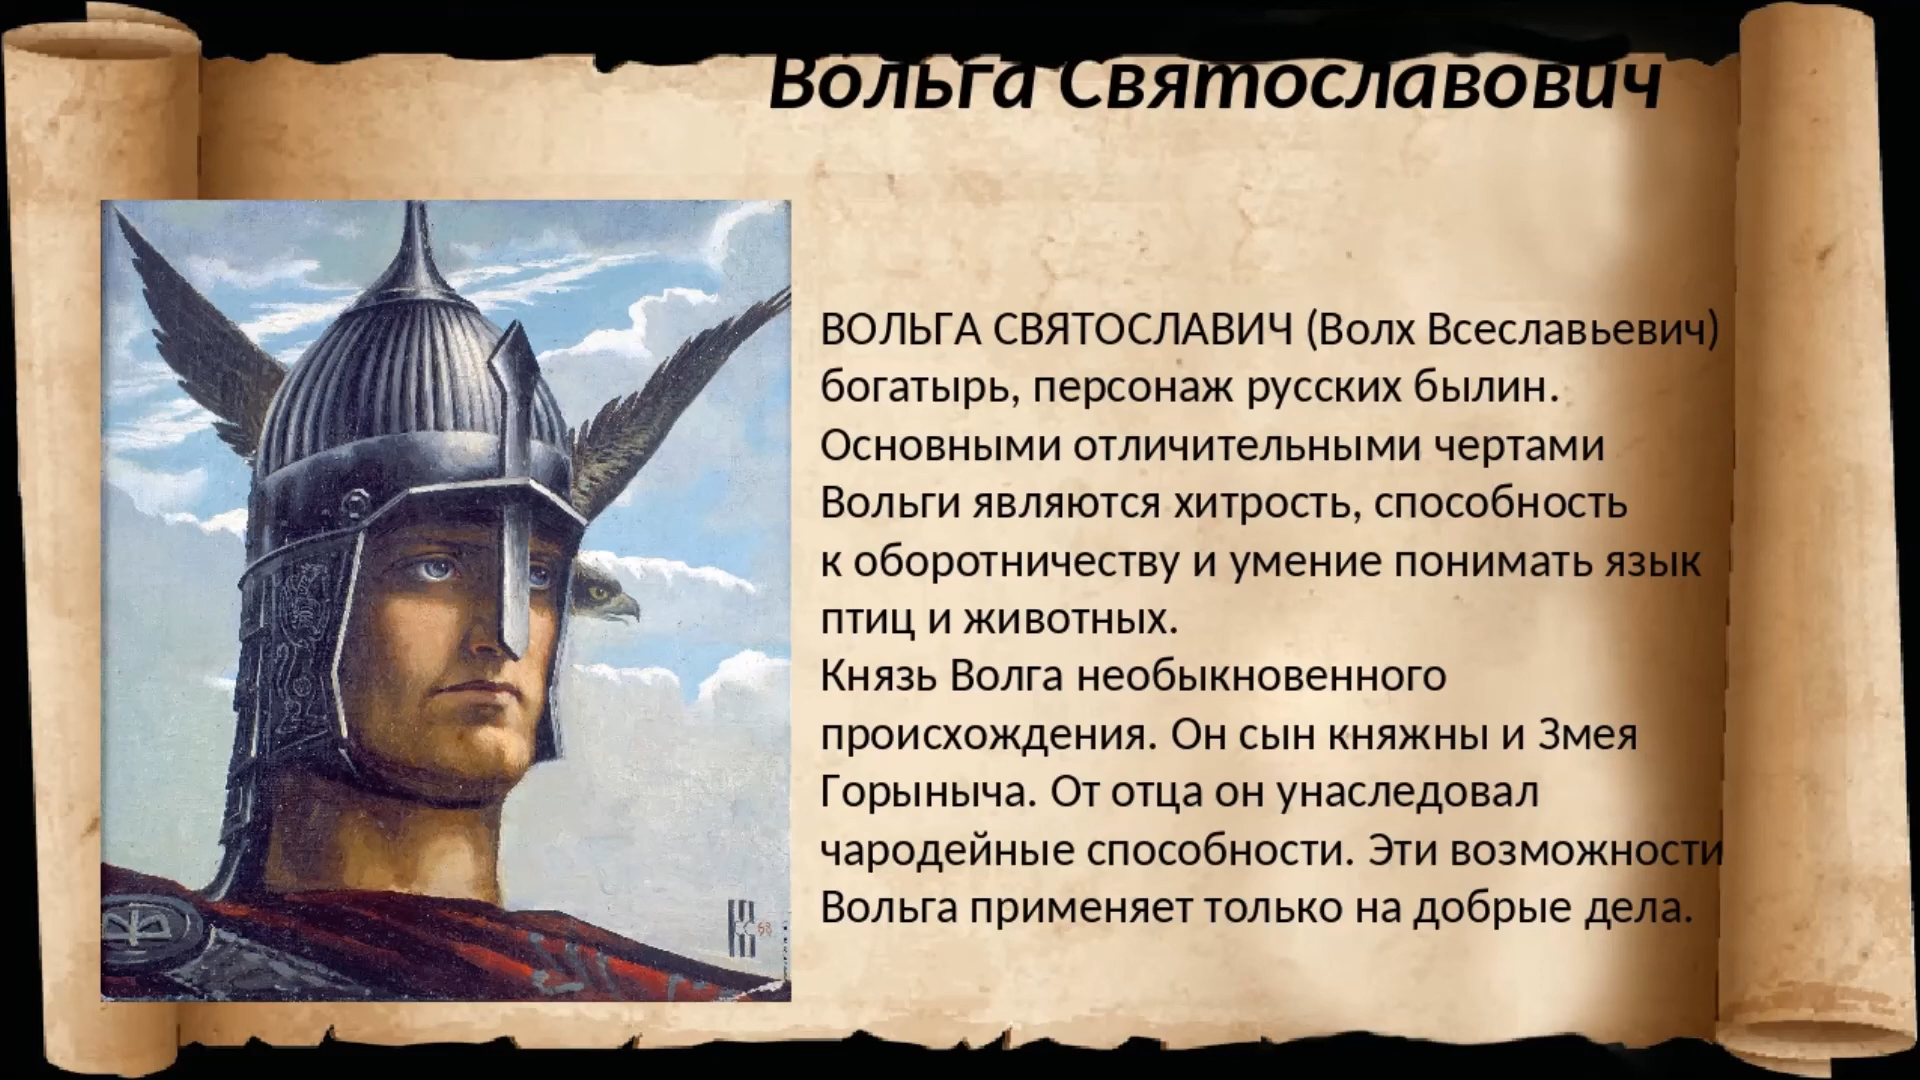 Вольга Святославович
ВОЛЬГА СВЯТОСЛАВИЧ (Волх Всеславьевич)
богатырь, персонаж русских былин.
Основными отличительными чертами
Вольги являются хитрость, способность
к оборотничеству и умение понимать язык
птиц и животных.
Князь Волга необыкновенного
происхождения. Он сын княжны и Змея
Горыныча. От отца он унаследовал
чародейные способности. Эти возможности
Вольга применяет только на добрые дела.